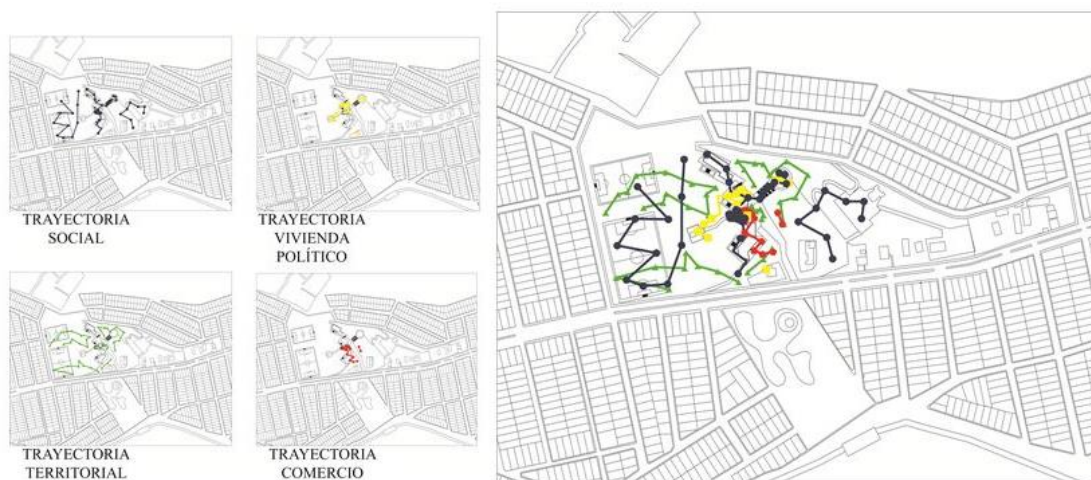 TRAYECTORIA
SOCIAL
TRAYECTORIA
VIVIENDA
POLÍTICO
TRAYECTORIA
TERRITORIAL
TRAYECTORIA
COMERCIO